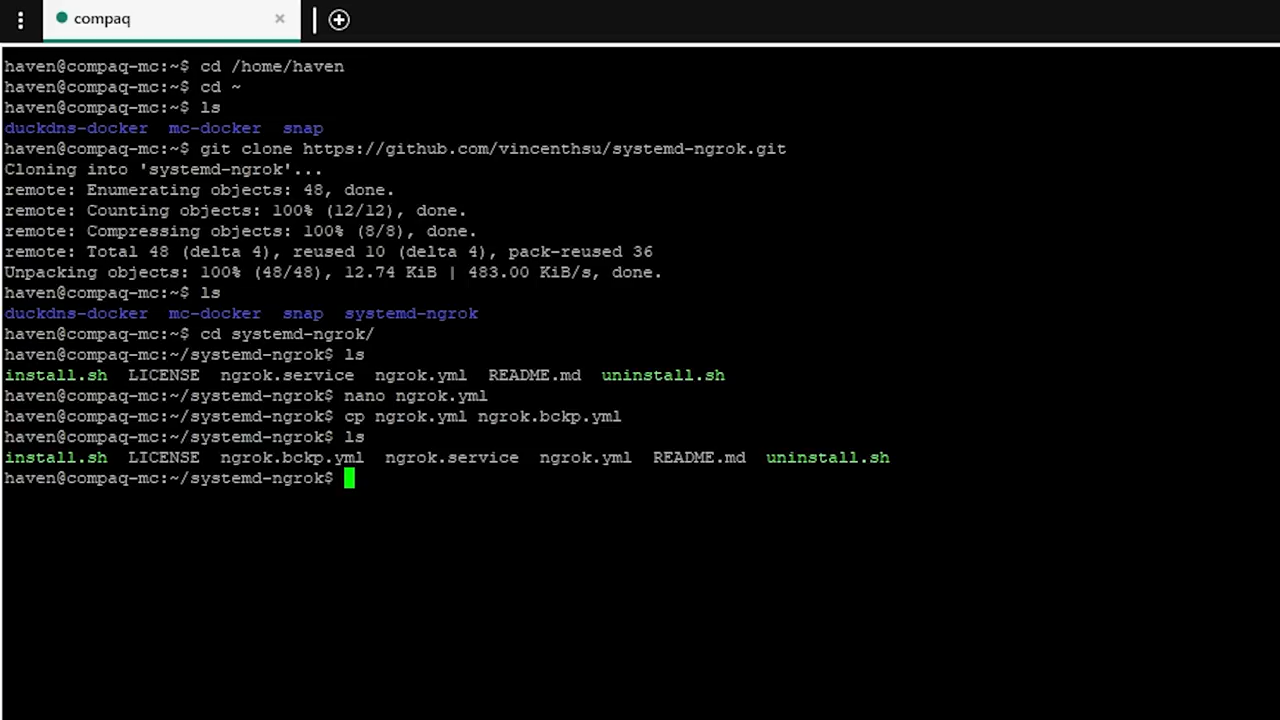 compaq
haven@compaq-mc:~$ cd /home/haven
haven@compaq-mc:~$ cd ~
haven@compaq-mc:~$ ls
duckdns-docker  mc-docker  snap
haven@compaq-mc:~$ git clone https://github.com/vincenthsu/systemd-ngrok.git
Cloning into 'systemd-ngrok'...
remote: Enumerating objects: 48, done.
remote: Counting objects: 100% (12/12), done.
remote: Compressing objects: 100% (8/8), done.
remote: Total 48 (delta 4), reused 10 (delta 4), pack-reused 36
Unpacking objects: 100% (48/48), 12.74 KiB | 483.00 KiB/s, done.
haven@compaq-mc:~$ ls
duckdns-docker  mc-docker  snap  systemd-ngrok
haven@compaq-mc:~$ cd systemd-ngrok/
haven@compaq-mc:~/systemd-ngrok$ ls
install.sh  LICENSE  ngrok.service  ngrok.yml  README.md  uninstall.sh
haven@compaq-mc:~/systemd-ngrok$ nano ngrok.yml
haven@compaq-mc:~/systemd-ngrok$ cp ngrok.yml ngrok.bckp.yml
haven@compaq-mc:~/systemd-ngrok$ ls
install.sh  LICENSE  ngrok.bckp.yml  ngrok.service  ngrok.yml  README.md  uninstall.sh
haven@compaq-mc:~/systemd-ngrok$